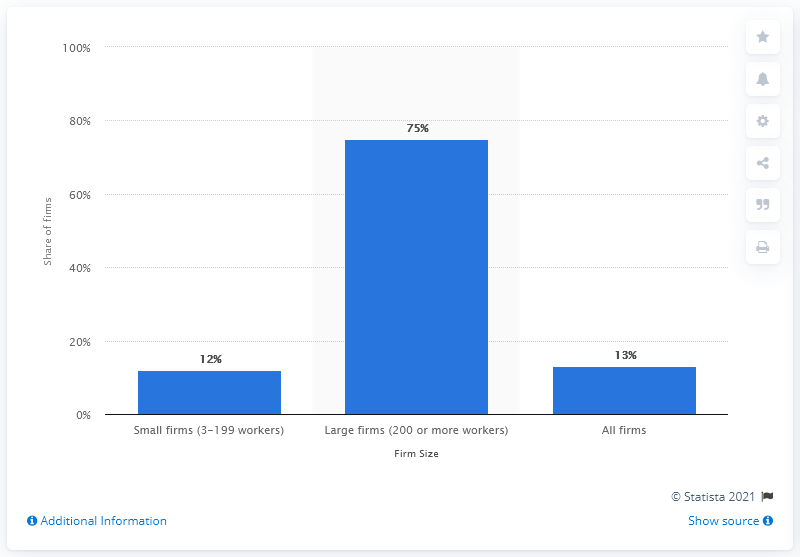 100%
80%
60%
40%
20%
0%
Share of firms
12%
75%
13%
Small firms (3-199 workers)
Large firms (200 or more workers)
All firms
Firm Size
© Statista 2021
Additional Information
Show source